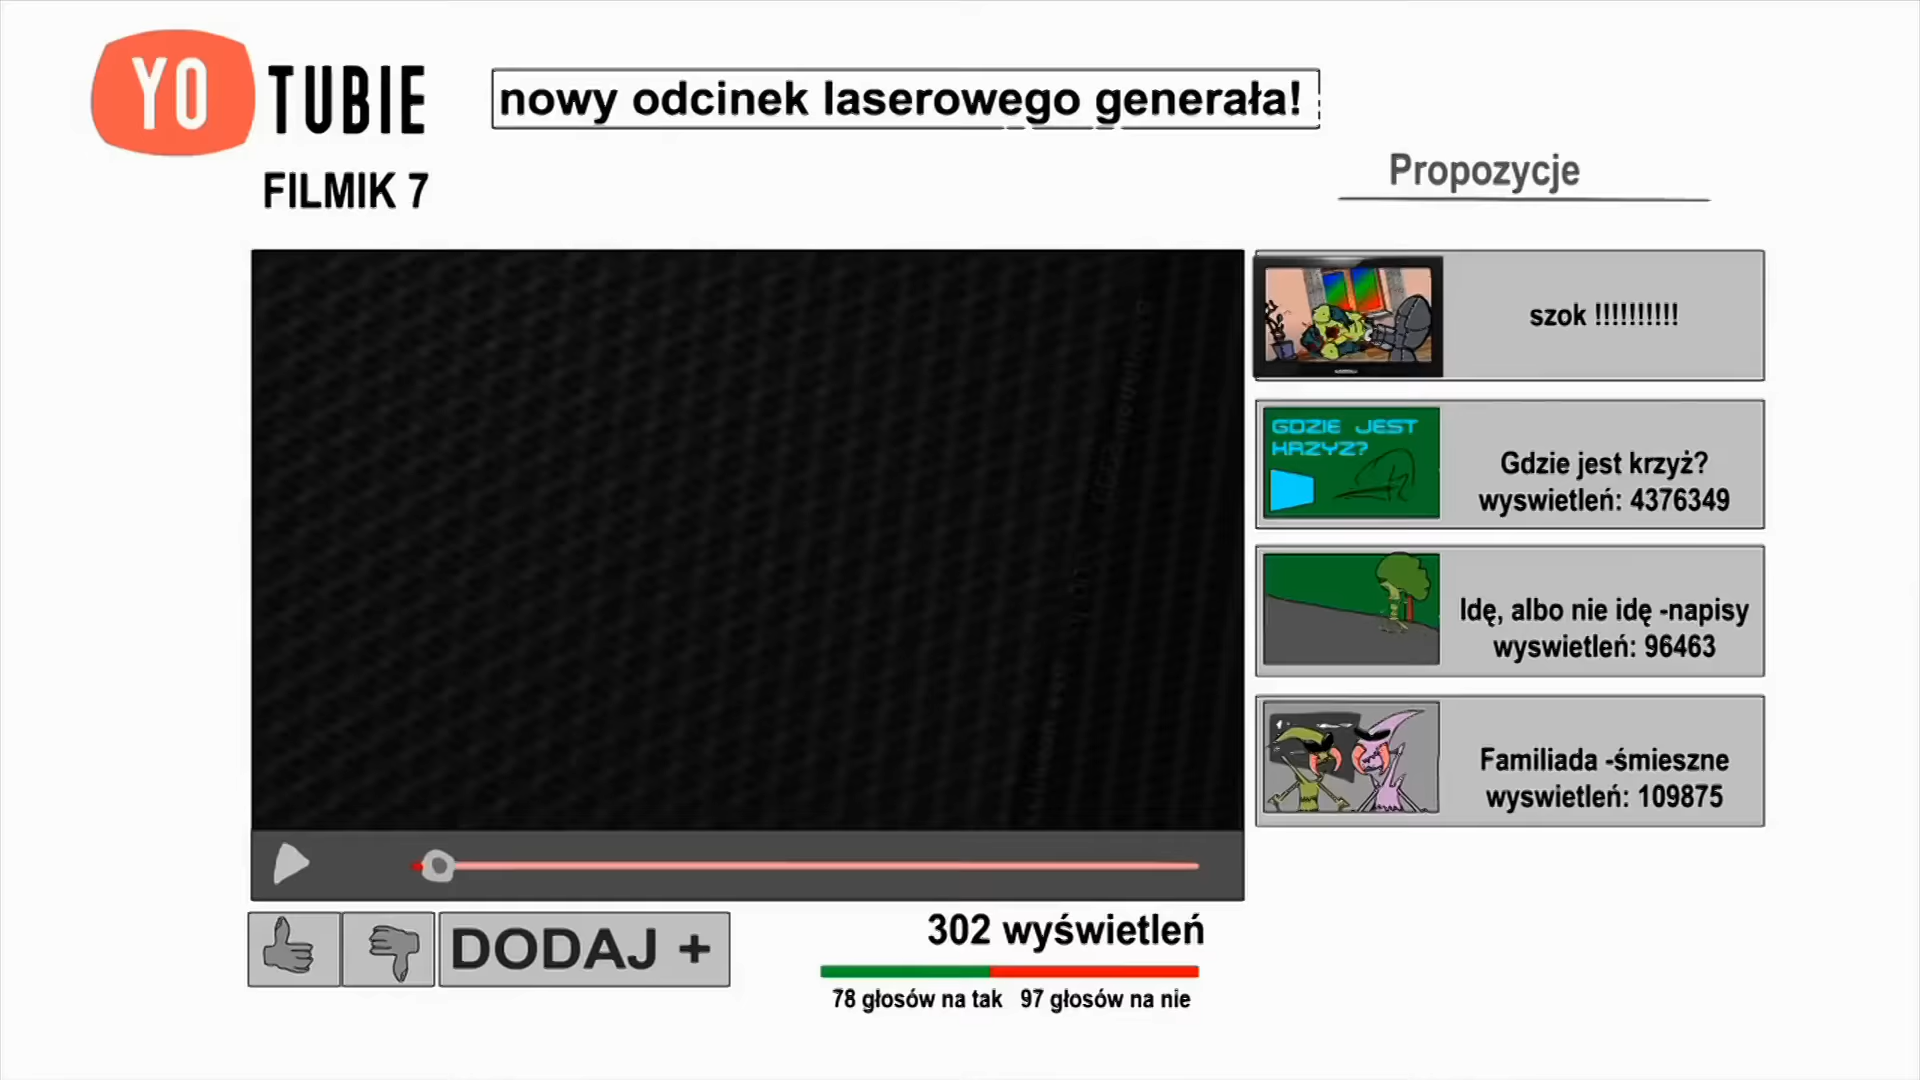 YO TUBIE
nowy odcinek laserowego generała!
FILMIK 7
Propozycje
szok !!!!!!!!!!
GDZIE JEST
KRZYZ?
Gdzie jest krzyż?
wyswietleń: 4376349
Idę, albo nie idę -napisy
wyswietleń: 96463
Familiada -śmieszne
wyswietleń: 109875
DODAJ +
302 wyświetleń
78 głosów na tak 97 głosów na nie